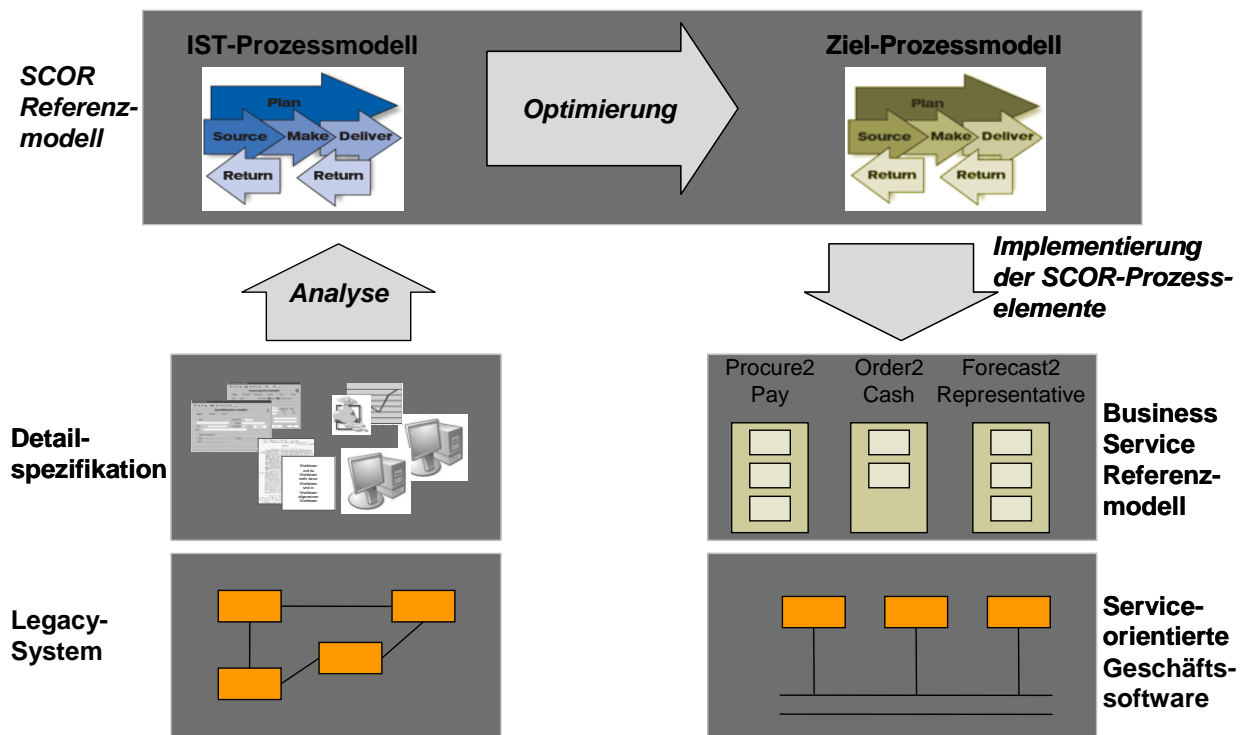 IST-Prozessmodell
Ziel-Prozessmodell
SCOR
Referenz-
modell
Plan
Source
Make
Deliver
Return
Return
Optimierung
Plan
Source
Make
Deliver
Return
Return
Analyse
Implementierung
der SCOR-Prozess-
elemente
Detail-
spezifikation
Procure2
Pay
Order2
Cash
Forecast2
Representative
Business
Service
Referenz-
modell
Legacy-
System
Service-
orientierte
Geschäfts-
software